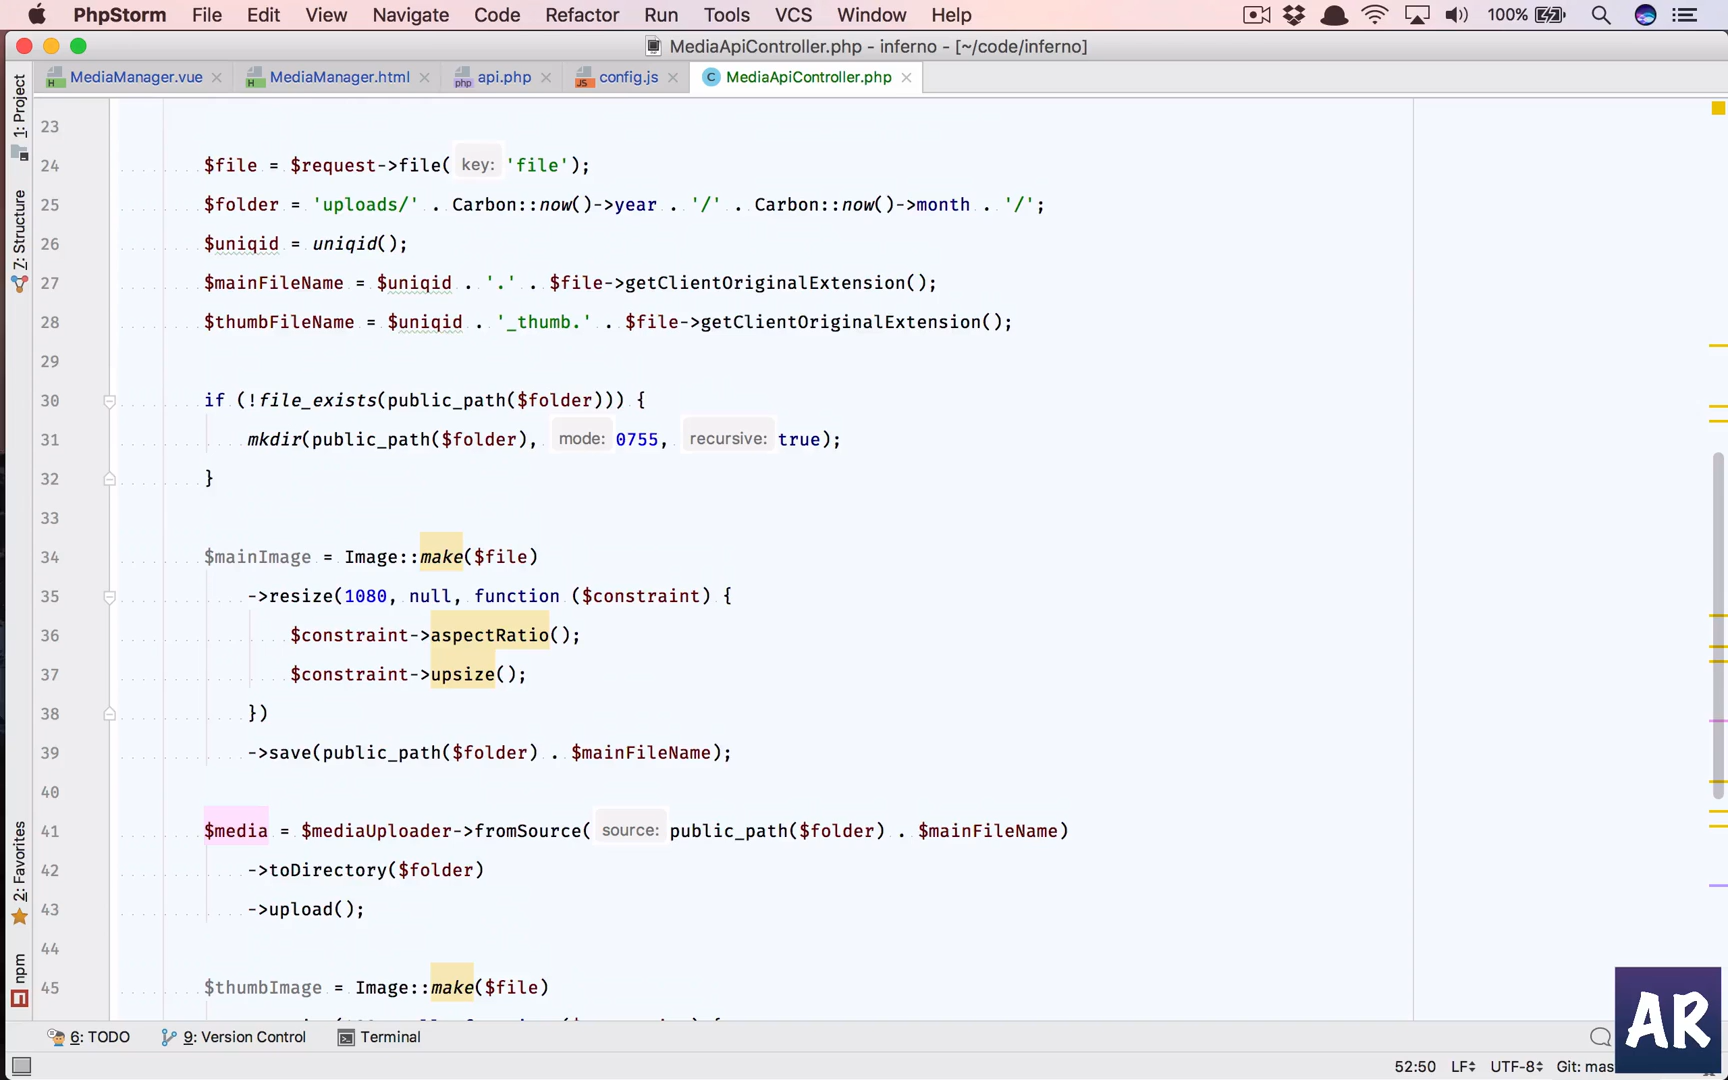 PhpStorm File Edit View Navigate Code Refactor Run Tools VCS Window Help 100%
MediaApiController.php - inferno - [~/code/inferno]
MediaManager.vue MediaManager.html api.php config.js MediaApiController.php
1: Project
7: Structure
2: Favorites
npm
23
24 $file = $request->file( key: 'file');
25 $folder = 'uploads/' . Carbon::now()->year . '/' . Carbon::now()->month . '/';
26 $uniqid = uniqid();
27 $mainFileName = $uniqid . '.' . $file->getClientOriginalExtension();
28 $thumbFileName = $uniqid . '_thumb.' . $file->getClientOriginalExtension();
29
30 if (!file_exists(public_path($folder))) {
31 mkdir(public_path($folder), mode: 0755, recursive: true);
32 }
33
34 $mainImage = Image::make($file)
35 ->resize(1080, null, function ($constraint) {
36 $constraint->aspectRatio();
37 $constraint->upsize();
38 })
39 ->save(public_path($folder) . $mainFileName);
40
41 $media = $mediaUploader->fromSource( source: public_path($folder) . $mainFileName)
42 ->toDirectory($folder)
43 ->upload();
44
45 $thumbImage = Image::make($file)
6: TODO 9: Version Control Terminal
52:50 LF UTF-8 Git: mas
AR